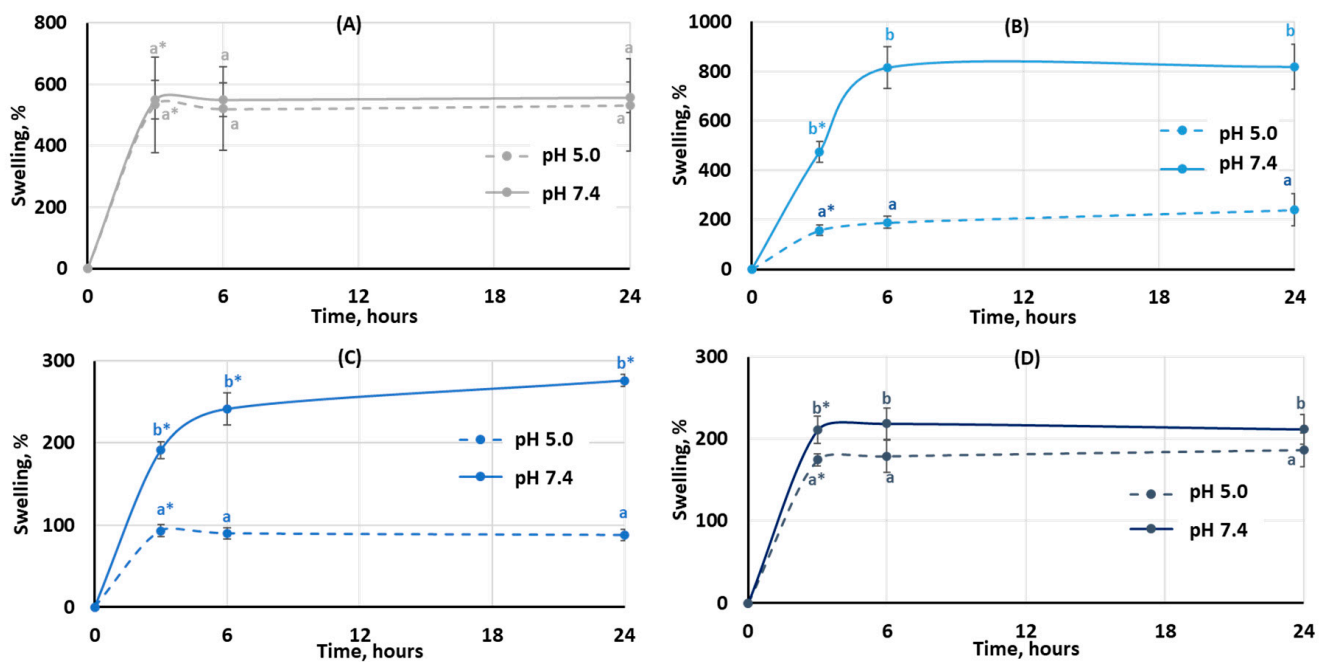 (A)
800
600
400
200
0
Swelling, %
a*
a
a
a*
a
a
pH 5.0
pH 7.4
0 6 12 18 24
Time, hours
(B)
1000
800
600
400
200
0
Swelling, %
b*
b
b
a*
a
a
pH 5.0
pH 7.4
0 6 12 18 24
Time, hours
(C)
300
200
100
0
Swelling, %
b*
b*
b*
a*
a
a
pH 5.0
pH 7.4
0 6 12 18 24
Time, hours
(D)
300
200
100
0
Swelling, %
b*
b
b
a*
a
a
pH 5.0
pH 7.4
0 6 12 18 24
Time, hours